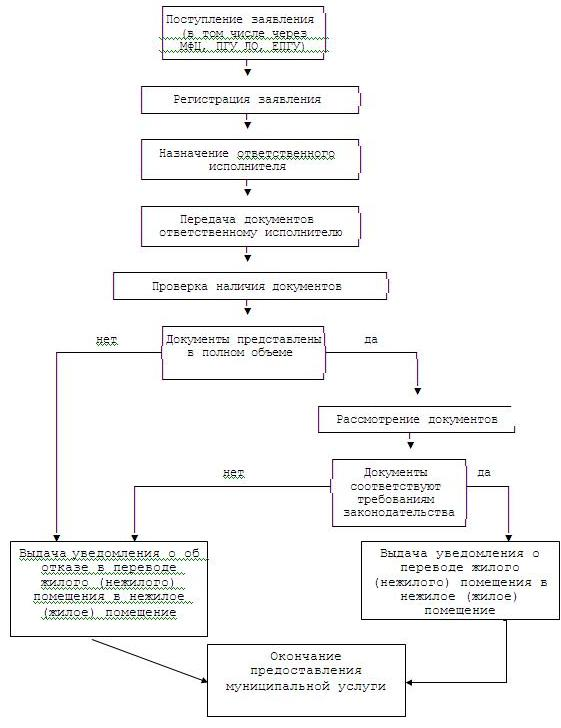 Поступление заявления
(в том числе через
МФЦ, ПГУ ЛО, ЕПГУ)
Регистрация заявления
Назначение ответственного
исполнителя
Передача документов
ответственному исполнителю
Проверка наличия документов
нет
Документы представлены
в полном объеме
да
Рассмотрение документов
нет
Документы
соответствуют
требованиям
законодательства
да
Выдача уведомления о об
отказе в переводе
жилого (нежилого)
помещения в нежилое
(жилое) помещение
Выдача уведомления о
переводе жилого
(нежилого) помещения в
нежилое (жилое)
помещение
Окончание
предоставления
муниципальной услуги